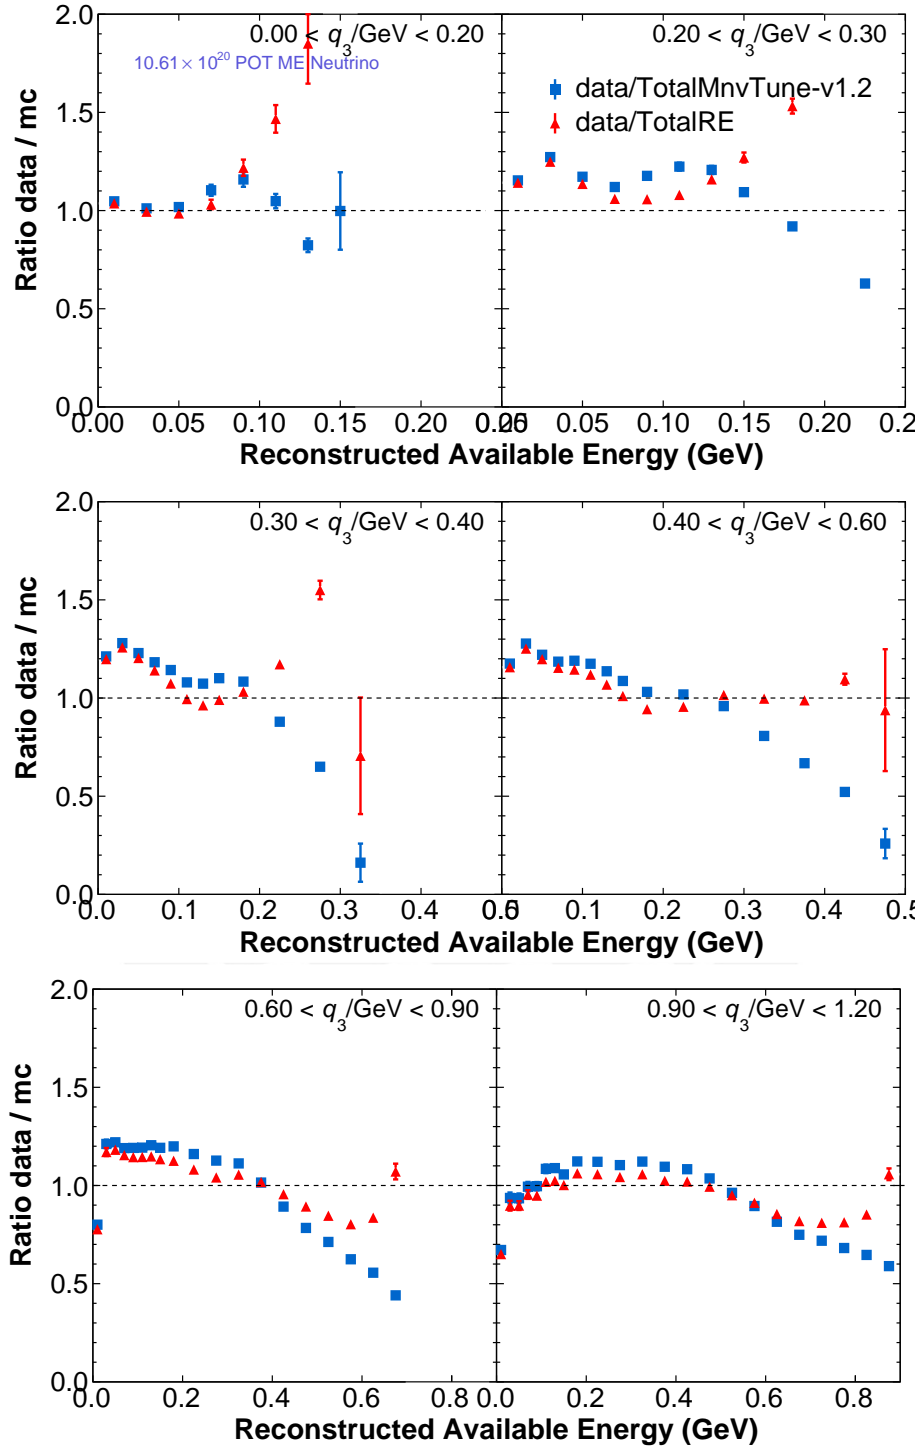 0.00 < q3/GeV < 0.20
0.20 < q3/GeV < 0.30
10.61 × 10^20 POT ME Neutrino
data/TotalMnvTune-v1.2
data/TotalRE
Ratio data / mc
2.0
1.5
1.0
0.5
0.0
0.00 0.05 0.10 0.15 0.20
0.05 0.10 0.15 0.20
Reconstructed Available Energy (GeV)
0.30 < q3/GeV < 0.40
0.40 < q3/GeV < 0.60
Ratio data / mc
2.0
1.5
1.0
0.5
0.0
0.0 0.1 0.2 0.3 0.4
0.1 0.2 0.3 0.4 0.5
Reconstructed Available Energy (GeV)
0.60 < q3/GeV < 0.90
0.90 < q3/GeV < 1.20
Ratio data / mc
2.0
1.5
1.0
0.5
0.0
0.0 0.2 0.4 0.6 0.8
0.0 0.2 0.4 0.6 0.8
Reconstructed Available Energy (GeV)